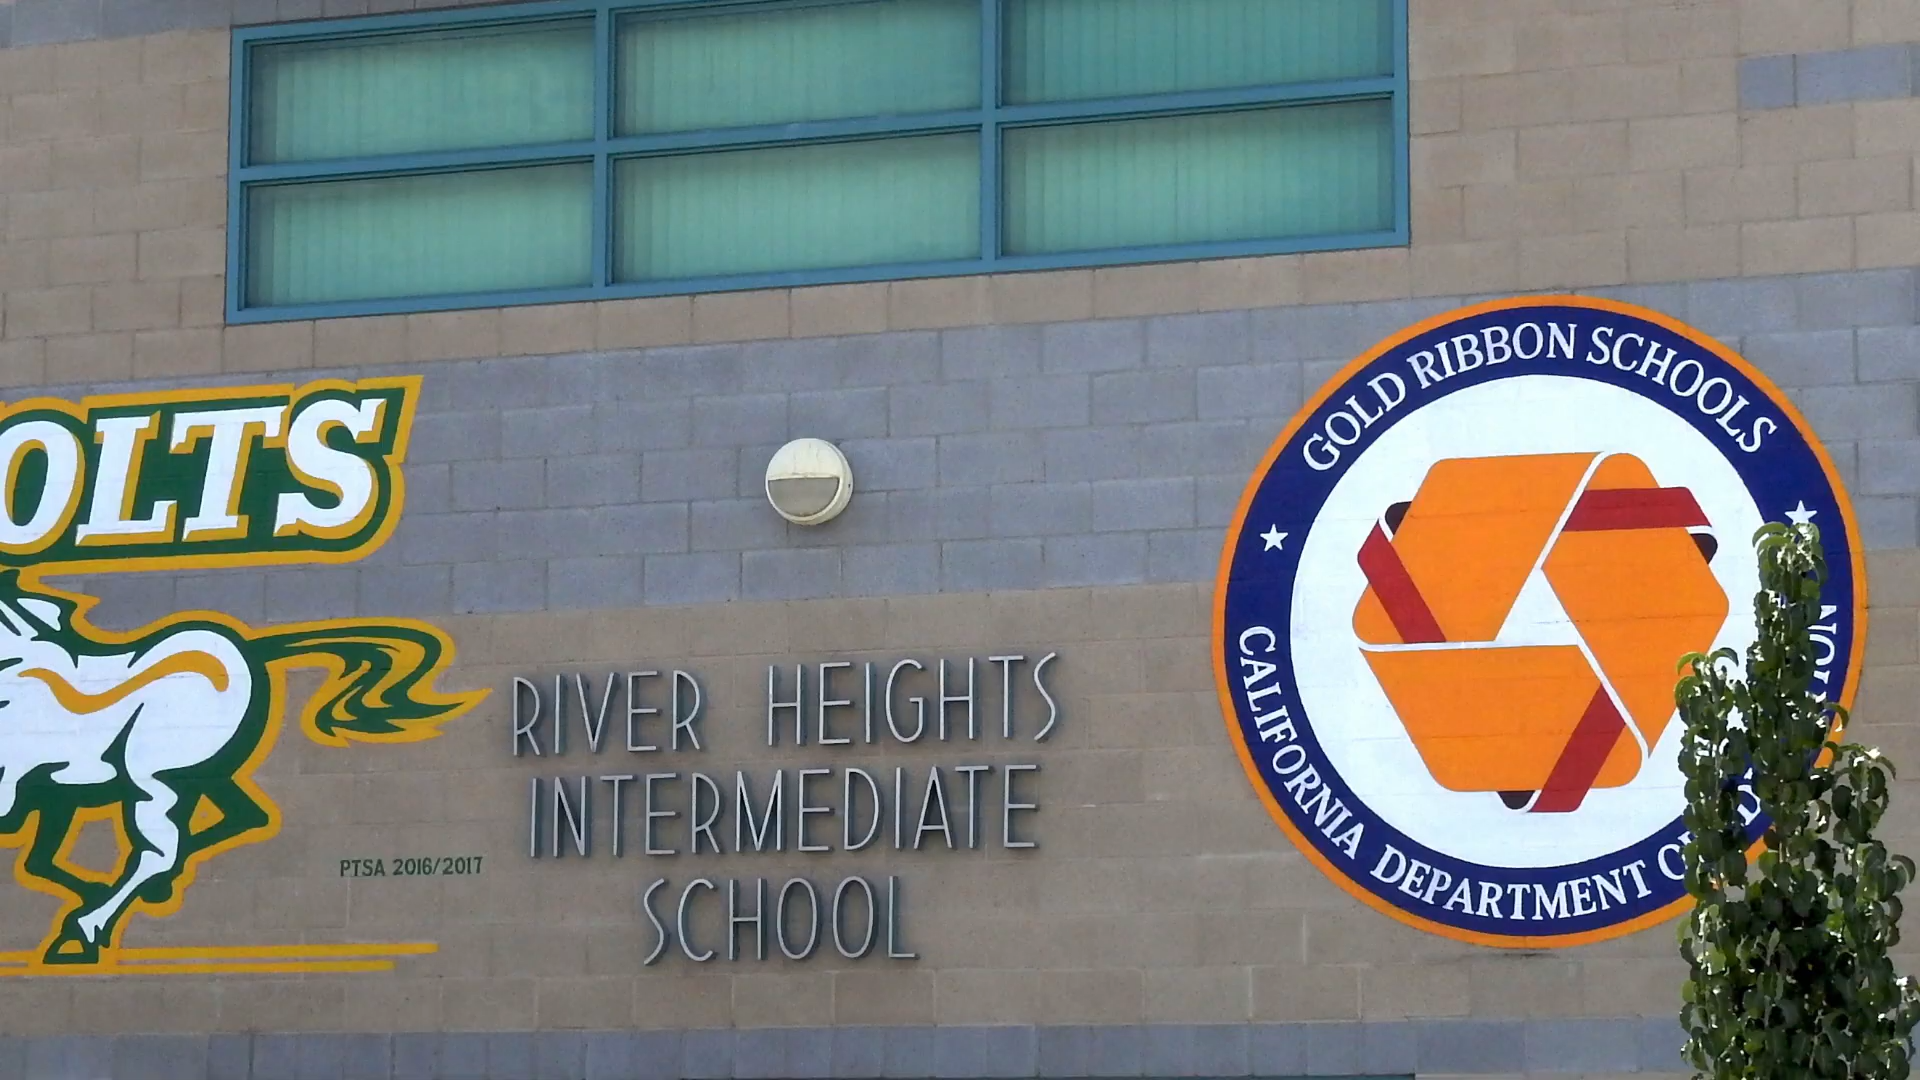 OLTS
GOLD RIBBON SCHOOLS
CALIFORNIA DEPARTMENT
RIVER HEIGHTS
INTERMEDIATE
SCHOOL
PTSA 2016/2017